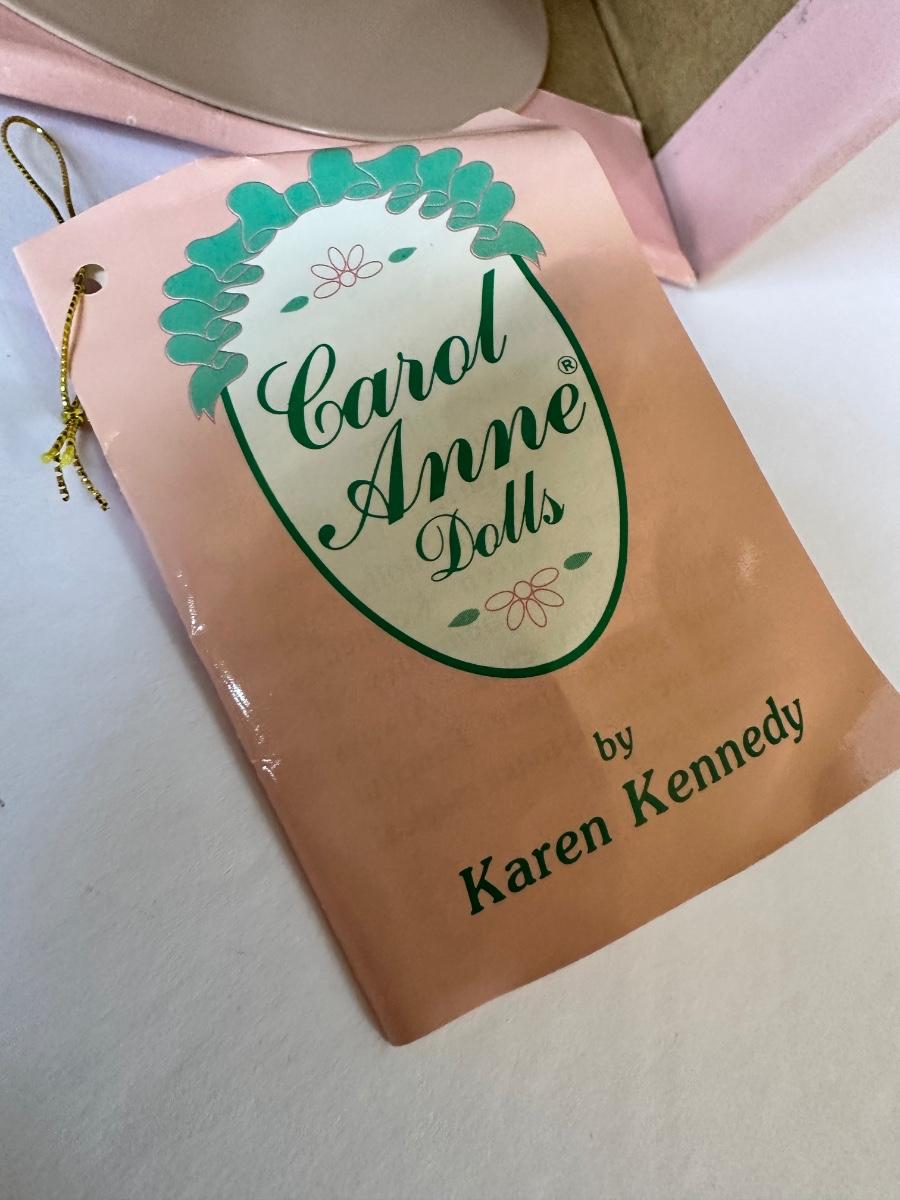 Carol
Anne®
Dolls
by
Karen Kennedy